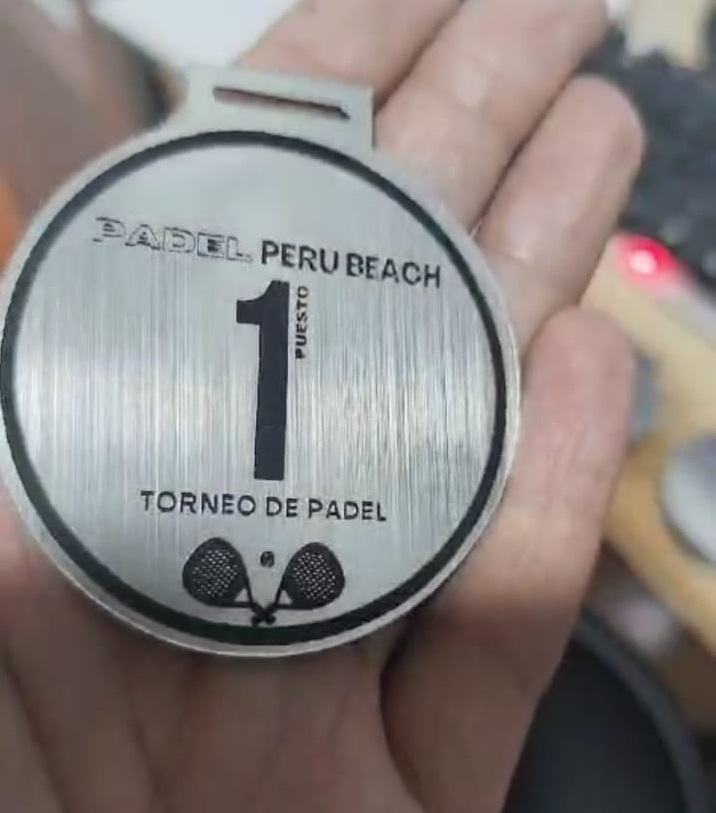 PADEL PERU BEACH
1
PUESTO
TORNEO DE PADEL